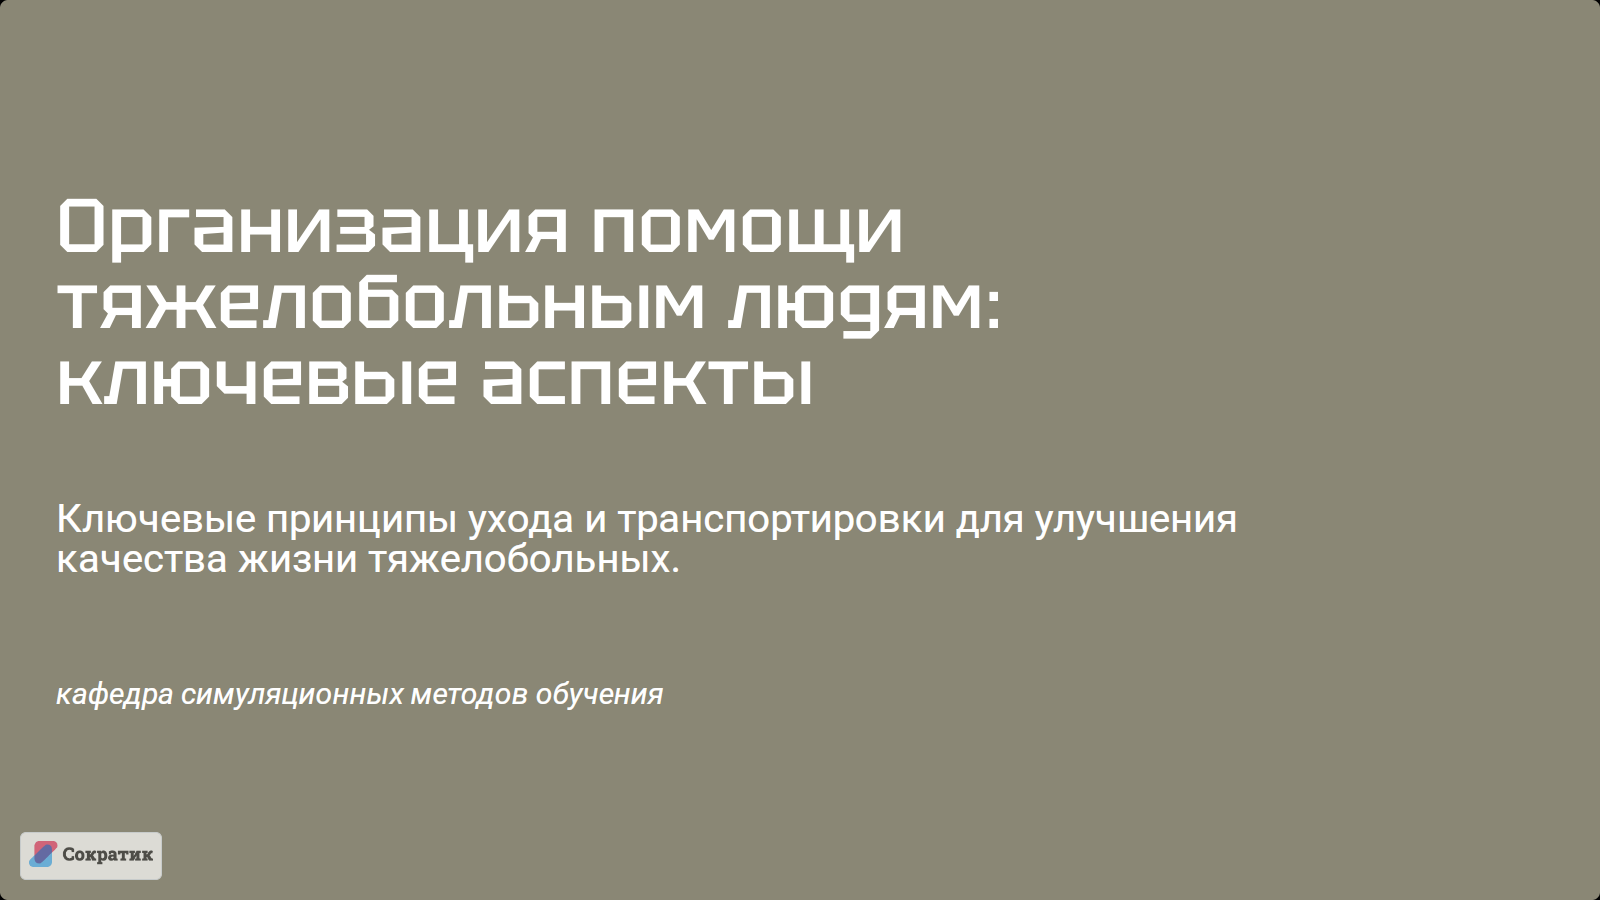 Организация помощи
тяжелобольным людям:
ключевые аспекты
Ключевые принципы ухода и транспортировки для улучшения
качества жизни тяжелобольных.
кафедра симуляционных методов обучения
Сократик